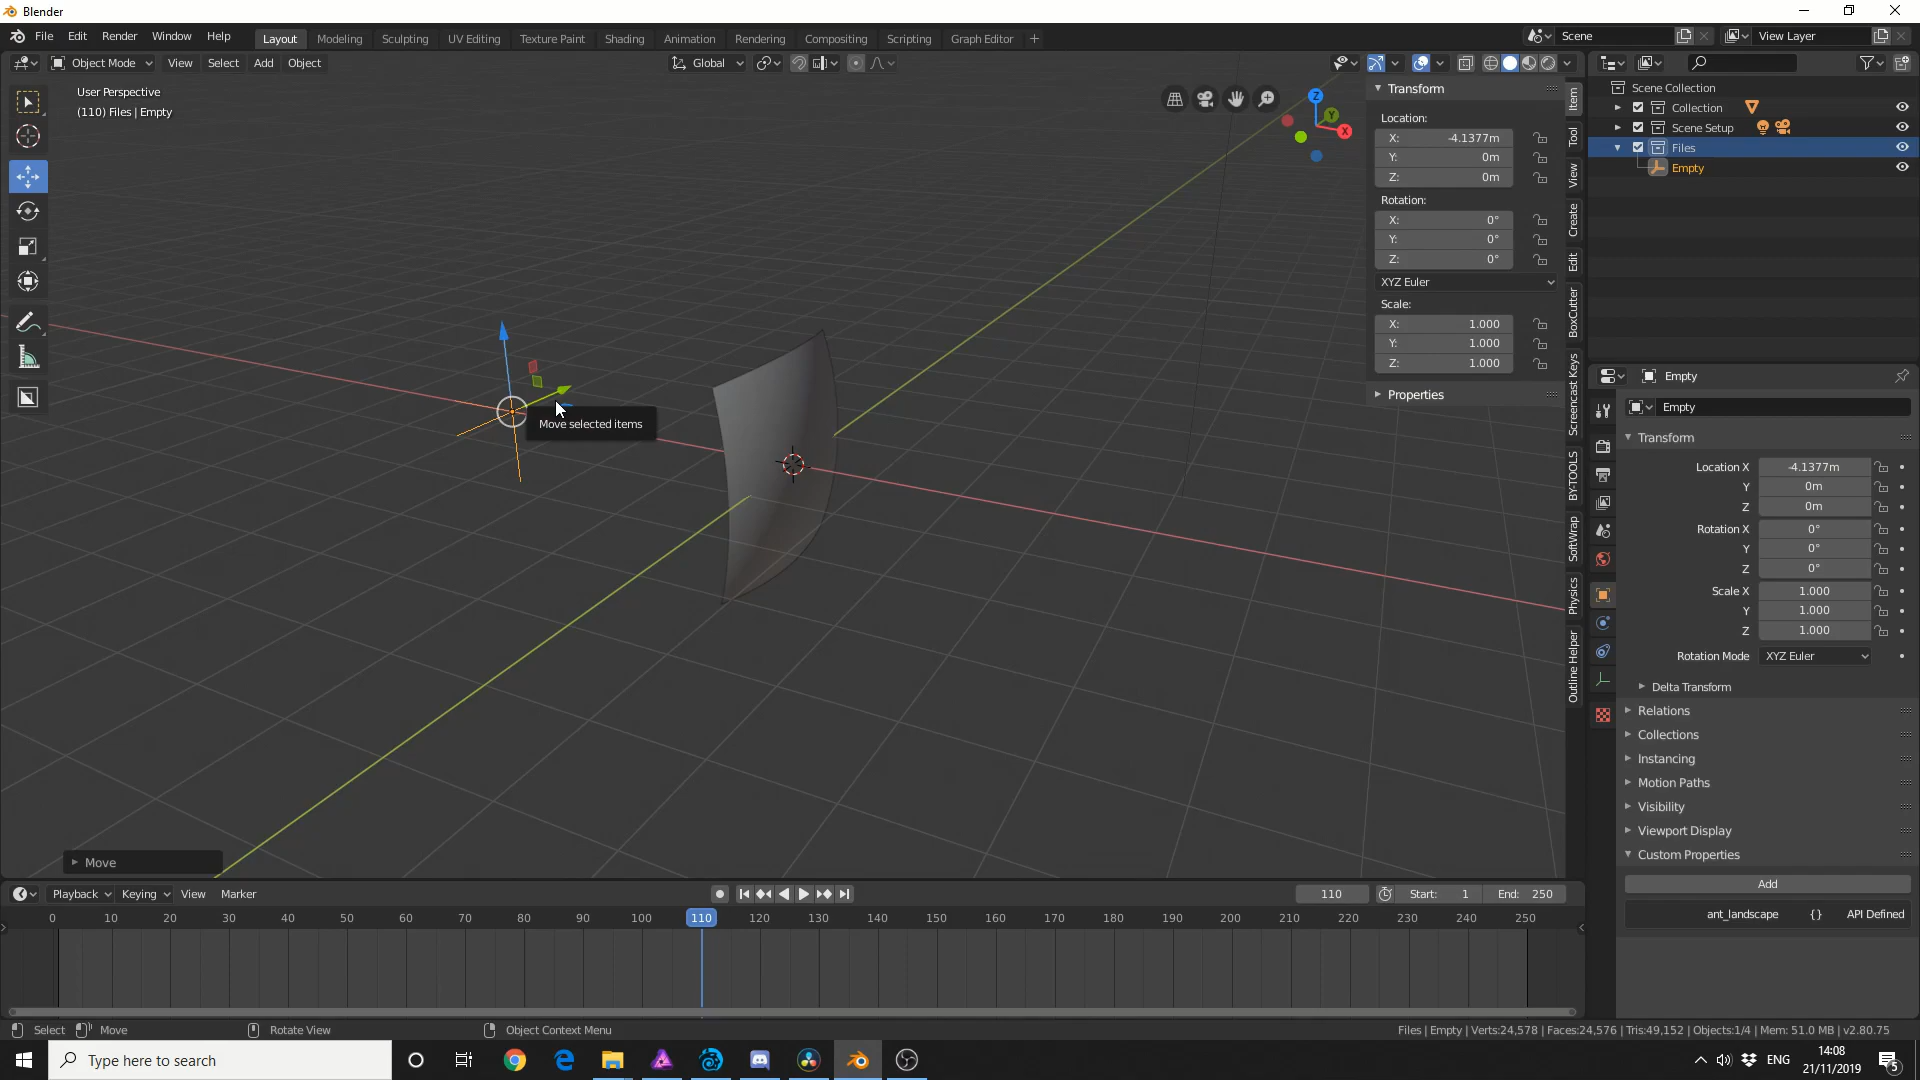 Blender
File Edit Render Window Help
Layout Modeling Sculpting UV Editing Texture Paint Shading Animation Rendering Compositing Scripting Graph Editor +
Scene
View Layer
Object Mode View Select Add Object
Global
User Perspective
(110) Files | Empty
Z
Y
X
Move selected items
Move
Transform
Location:
X: -4.1377m
Y: 0m
Z: 0m
Rotation:
X: 0°
Y: 0°
Z: 0°
XYZ Euler
Scale:
X: 1.000
Y: 1.000
Z: 1.000
Properties
Item
Tool
View
Create
Edit
BoxCutter
Screencast Keys
BY-TOOLS
SoftWrap
Physics
Outline Helper
Scene Collection
Collection
Scene Setup
Files
Empty
Empty
Empty
Transform
Location X -4.1377m
Y 0m
Z 0m
Rotation X 0°
Y 0°
Z 0°
Scale X 1.000
Y 1.000
Z 1.000
Rotation Mode XYZ Euler
Delta Transform
Relations
Collections
Instancing
Motion Paths
Visibility
Viewport Display
Custom Properties
Add
ant_landscape {} API Defined
Playback Keying View Marker
110 Start: 1 End: 250
0 10 20 30 40 50 60 70 80 90 100 110 120 130 140 150 160 170 180 190 200 210 220 230 240 250
Select Move Rotate View Object Context Menu
Files | Empty | Verts:24,578 | Faces:24,576 | Tris:49,152 | Objects:1/4 | Mem: 51.0 MB | v2.80.75
Type here to search
ENG
14:08
21/11/2019
5